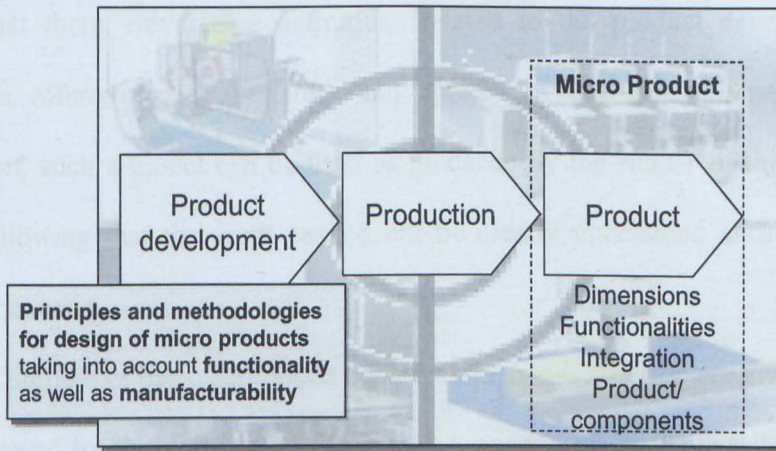 Micro Product
Product
development
Production
Product
Principles and methodologies
for design of micro products
taking into account functionality
as well as manufacturability
Dimensions
Functionalities
Integration
Product/
components